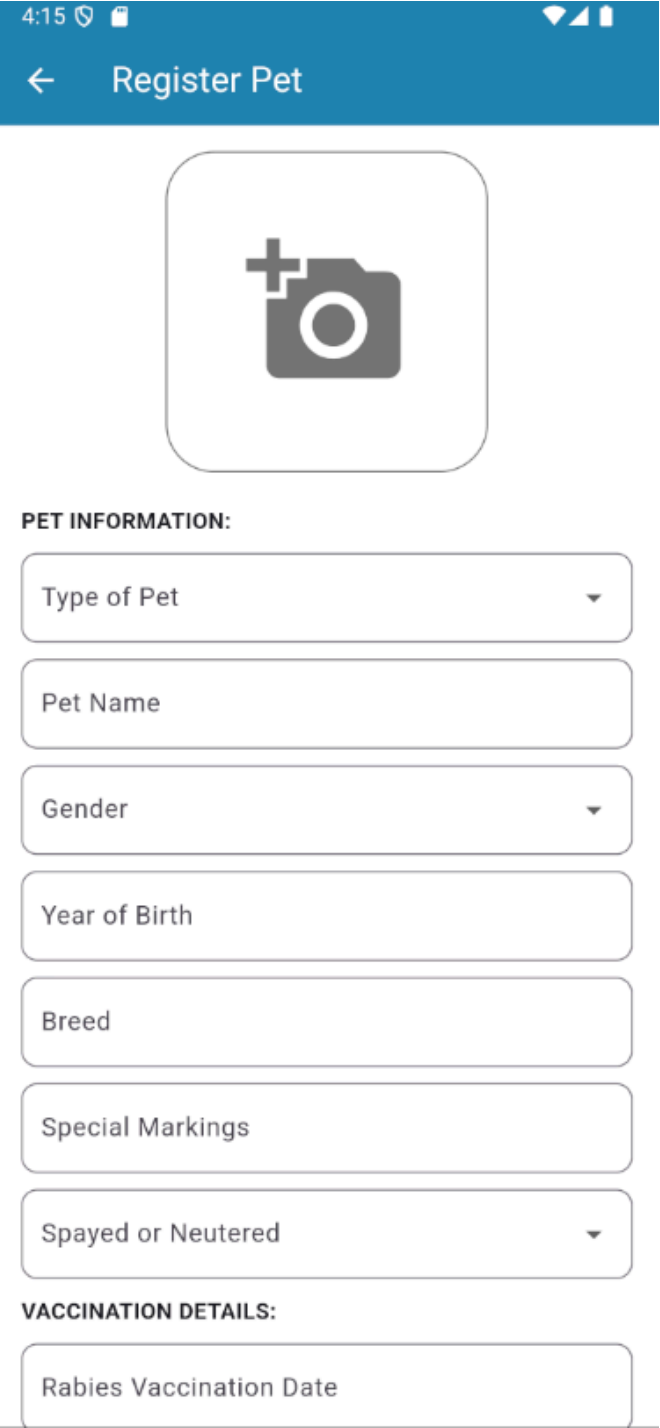 4:15
Register Pet
PET INFORMATION:
Type of Pet
Pet Name
Gender
Year of Birth
Breed
Special Markings
Spayed or Neutered
VACCINATION DETAILS:
Rabies Vaccination Date